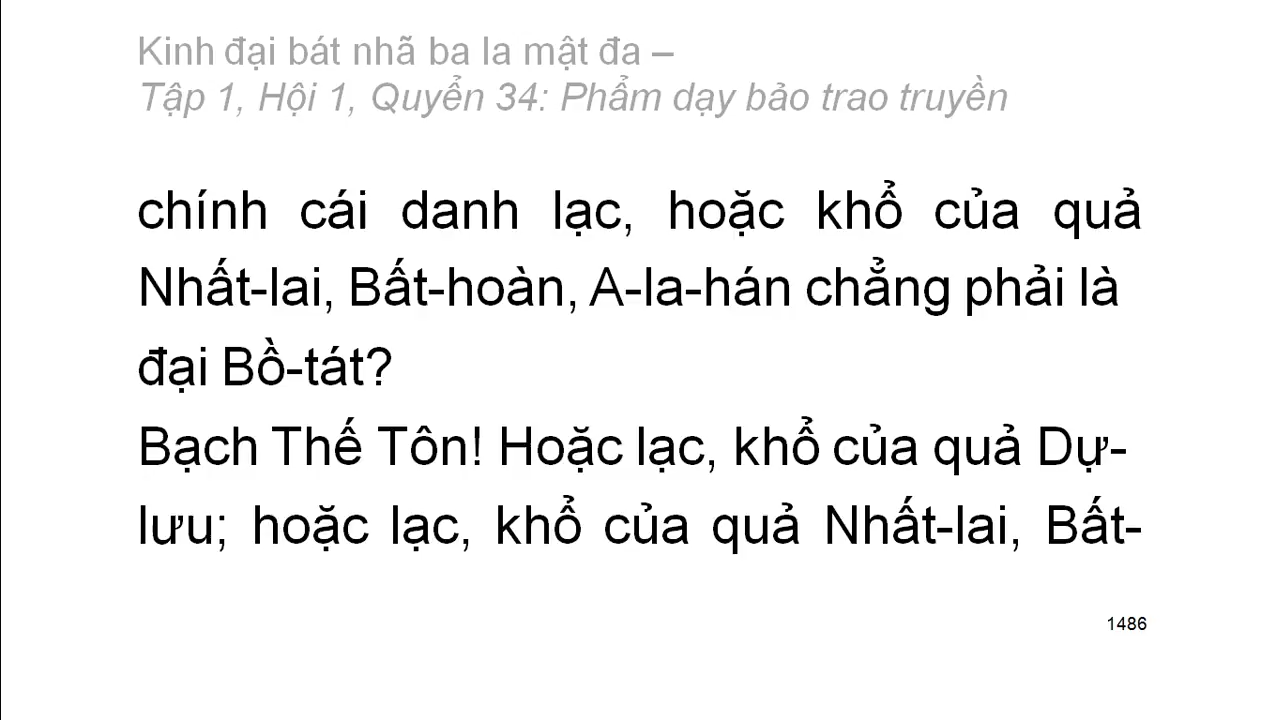 Kinh đại bát nhã ba la mật đa –
Tập 1, Hội 1, Quyển 34: Phẩm dạy bảo trao truyền
chính cái danh lạc, hoặc khổ của quả
Nhất-lai, Bất-hoàn, A-la-hán chẳng phải là
đại Bồ-tát?
Bạch Thế Tôn! Hoặc lạc, khổ của quả Dự-
lưu; hoặc lạc, khổ của quả Nhất-lai, Bất-
1486